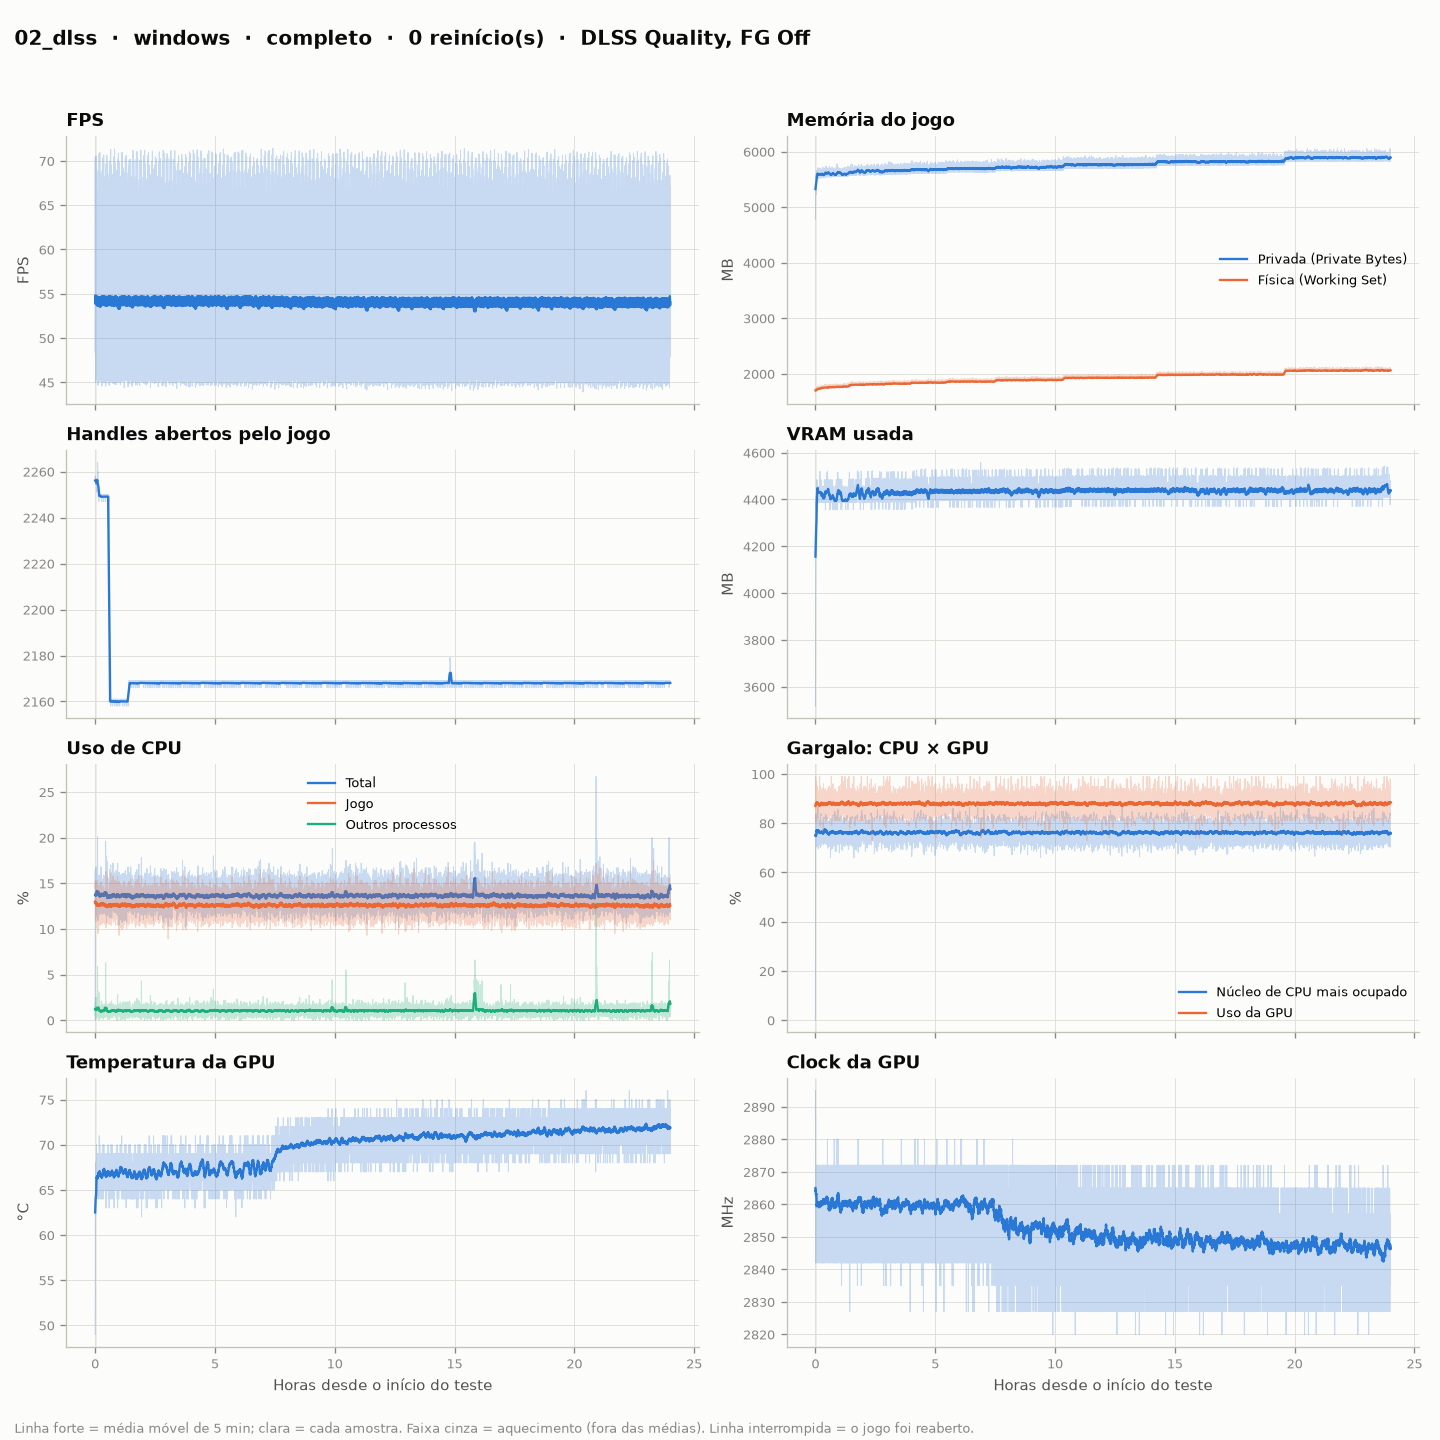 02_dlss · windows · completo · 0 reinício(s) · DLSS Quality, FG Off
FPS
70
65
60
55
50
45
FPS
Memória do jogo
6000
5000
4000
3000
2000
MB
Privada (Private Bytes)
Física (Working Set)
Handles abertos pelo jogo
2260
2240
2220
2200
2180
2160
VRAM usada
4600
4400
4200
4000
3800
3600
MB
Uso de CPU
25
20
15
10
5
0
%
Total
Jogo
Outros processos
Gargalo: CPU × GPU
100
80
60
40
20
0
%
Núcleo de CPU mais ocupado
Uso da GPU
Temperatura da GPU
75
70
65
60
55
50
°C
0 5 10 15 20 25
Horas desde o início do teste
Clock da GPU
2890
2880
2870
2860
2850
2840
2830
2820
MHz
0 5 10 15 20 25
Horas desde o início do teste
Linha forte = média móvel de 5 min; clara = cada amostra. Faixa cinza = aquecimento (fora das médias). Linha interrompida = o jogo foi reaberto.